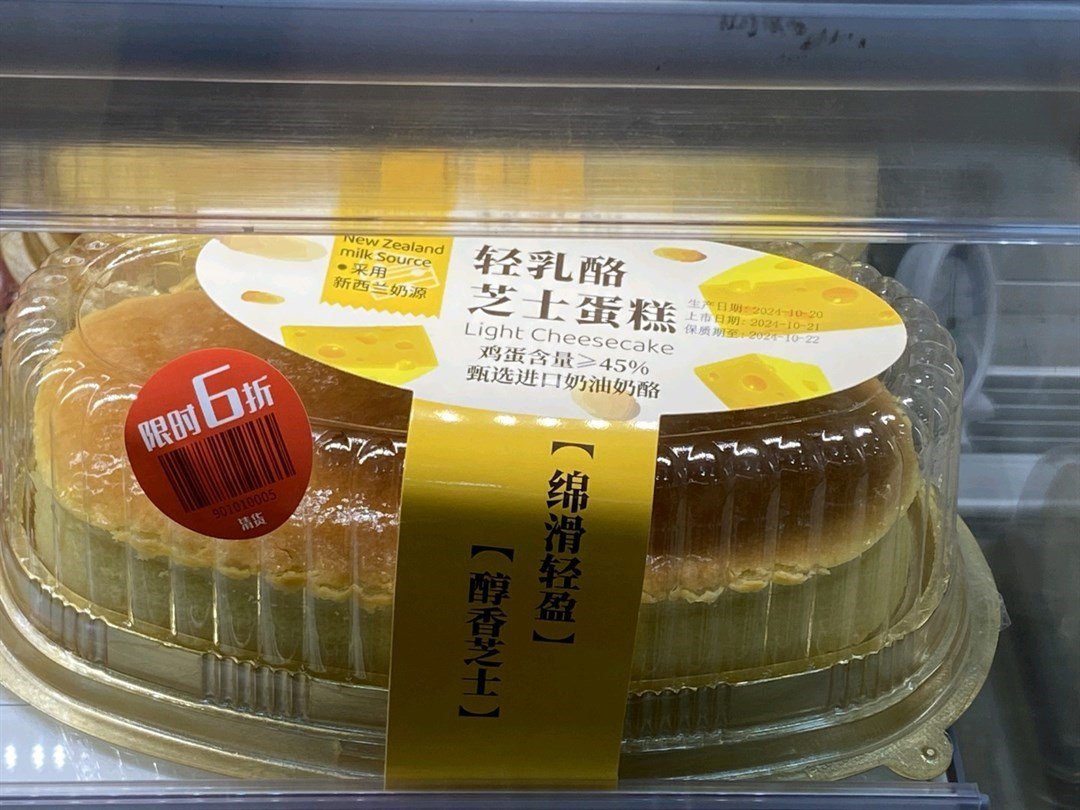 New Zealand
milk Source
•采用
新西兰奶源
轻乳酪
芝士蛋糕
Light Cheesecake
鸡蛋含量≥45%
甄选进口奶油奶酪
生产日期: 2024-10-20
上市日期: 2024-10-21
保质期至: 2024-10-22
限时6折
907010005
清货
【绵滑轻盈】
【醇香芝士】